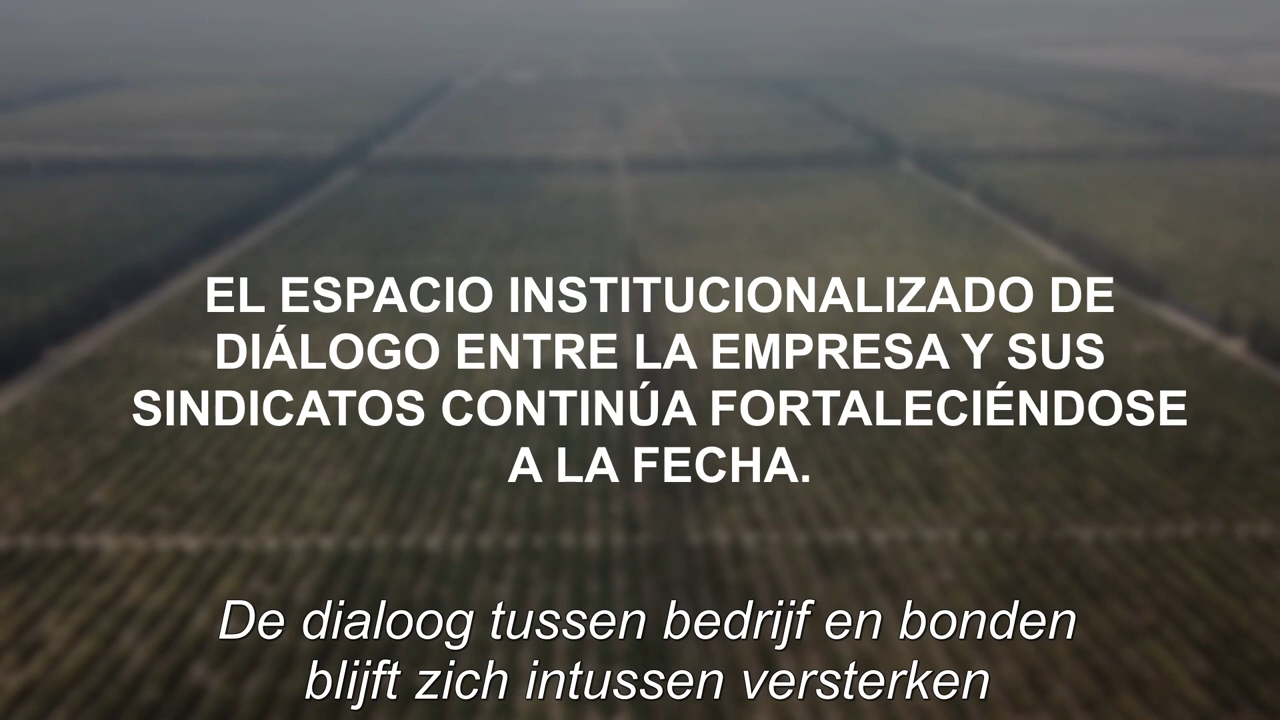 EL ESPACIO INSTITUCIONALIZADO DE
DIÁLOGO ENTRE LA EMPRESA Y SUS
SINDICATOS CONTINÚA FORTALECIÉNDOSE
A LA FECHA.
De dialoog tussen bedrijf en bonden
blijft zich intussen versterken